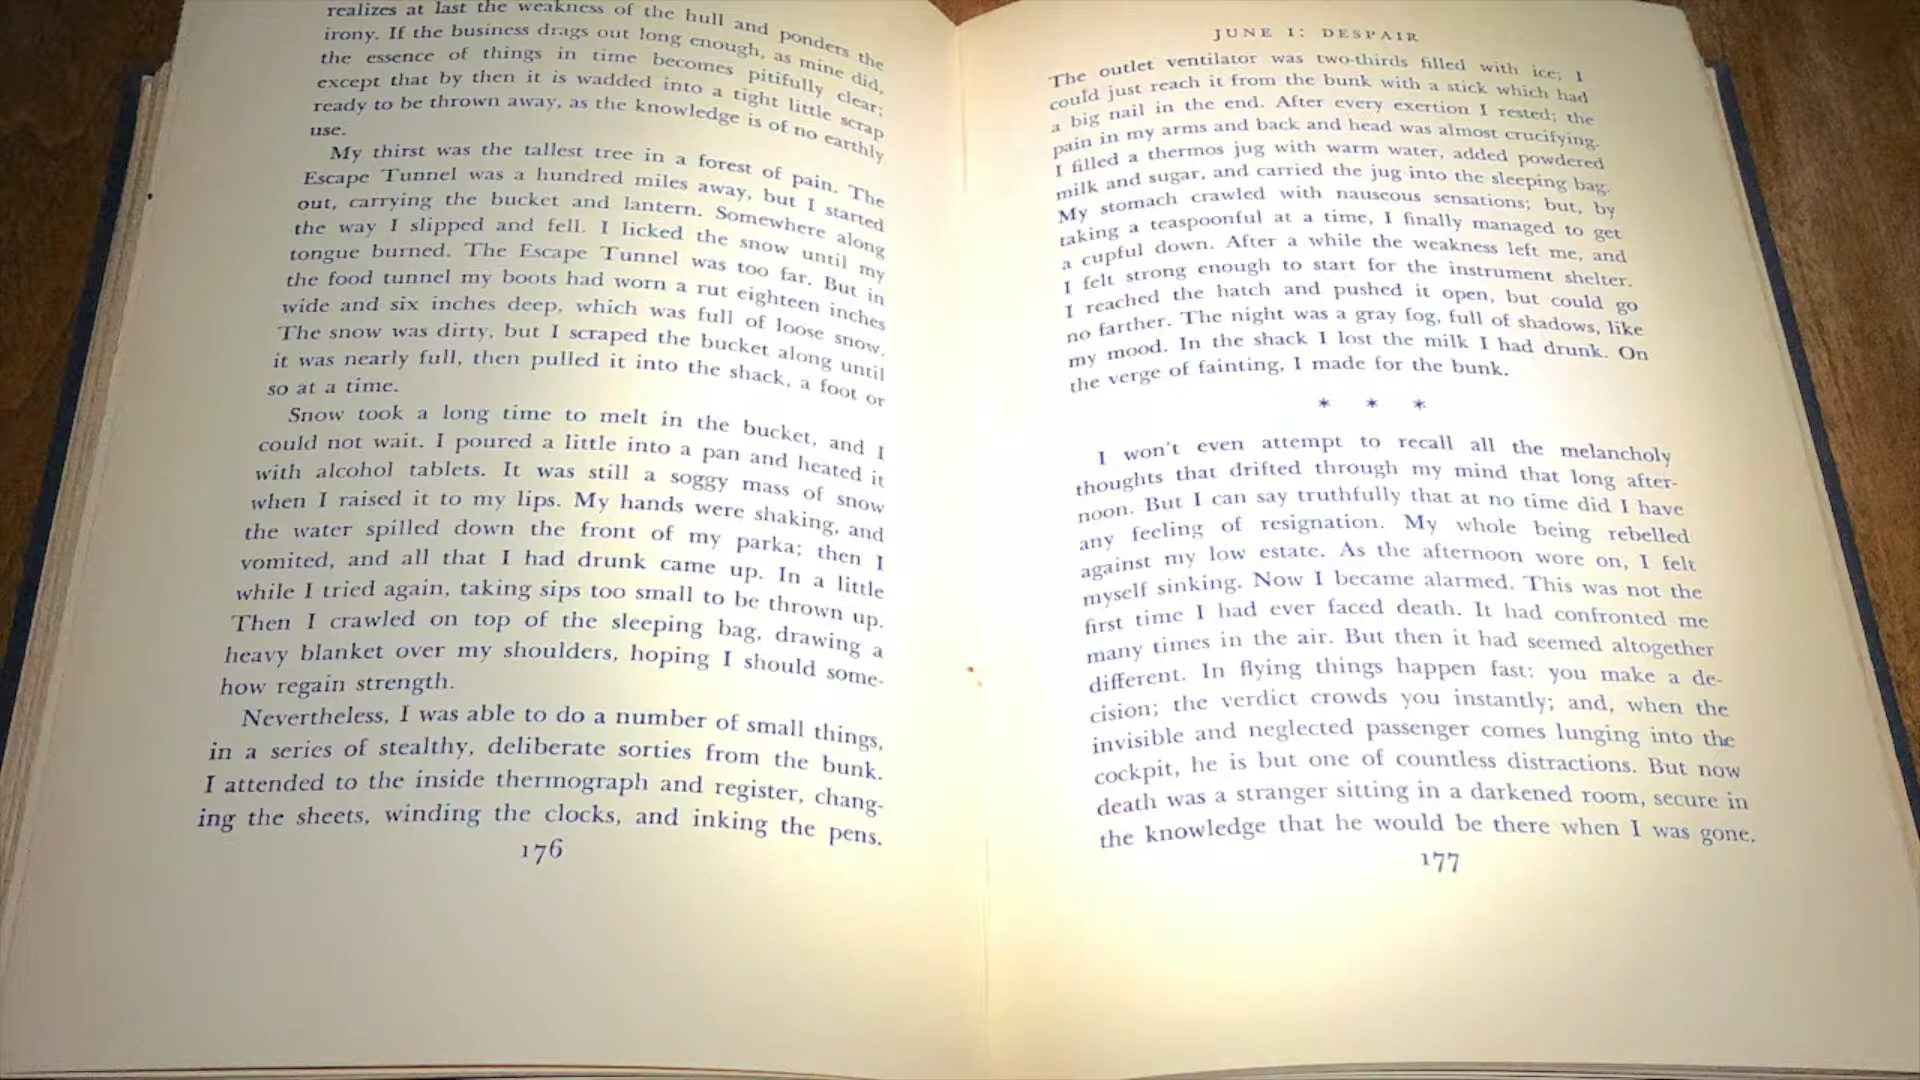 realizes at last the weakness of the hull and ponders the
irony. If the business drags out long enough, as mine did,
the essence of things in time becomes pitifully clear;
except that by then it is wadded into a tight little scrap
ready to be thrown away, as the knowledge is of no earthly
use.
My thirst was the tallest tree in a forest of pain. The
Escape Tunnel was a hundred miles away, but I started
out, carrying the bucket and lantern. Somewhere along
the way I slipped and fell. I licked the snow until my
tongue burned. The Escape Tunnel was too far. But in
the food tunnel my boots had worn a rut eighteen inches
wide and six inches deep, which was full of loose snow.
The snow was dirty, but I scraped the bucket along until
it was nearly full, then pulled it into the shack, a foot or
so at a time.
Snow took a long time to melt in the bucket, and I
could not wait. I poured a little into a pan and heated it
with alcohol tablets. It was still a soggy mass of snow
when I raised it to my lips. My hands were shaking, and
the water spilled down the front of my parka; then I
vomited, and all that I had drunk came up. In a little
while I tried again, taking sips too small to be thrown up.
Then I crawled on top of the sleeping bag, drawing a
heavy blanket over my shoulders, hoping I should some-
how regain strength.
Nevertheless, I was able to do a number of small things,
in a series of stealthy, deliberate sorties from the bunk.
I attended to the inside thermograph and register, chang-
ing the sheets, winding the clocks, and inking the pens.
176
JUNE I: DESPAIR
The outlet ventilator was two-thirds filled with ice; I
could just reach it from the bunk with a stick which had
a big nail in the end. After every exertion I rested; the
pain in my arms and back and head was almost crucifying.
I filled a thermos jug with warm water, added powdered
milk and sugar, and carried the jug into the sleeping bag.
My stomach crawled with nauseous sensations; but, by
taking a teaspoonful at a time, I finally managed to get
a cupful down. After a while the weakness left me, and
I felt strong enough to start for the instrument shelter.
I reached the hatch and pushed it open, but could go
no farther. The night was a gray fog, full of shadows, like
my mood. In the shack I lost the milk I had drunk. On
the verge of fainting, I made for the bunk.
* * *
I won't even attempt to recall all the melancholy
thoughts that drifted through my mind that long after-
noon. But I can say truthfully that at no time did I have
any feeling of resignation. My whole being rebelled
against my low estate. As the afternoon wore on, I felt
myself sinking. Now I became alarmed. This was not the
first time I had ever faced death. It had confronted me
many times in the air. But then it had seemed altogether
different. In flying things happen fast: you make a de-
cision; the verdict crowds you instantly; and, when the
invisible and neglected passenger comes lunging into the
cockpit, he is but one of countless distractions. But now
death was a stranger sitting in a darkened room, secure in
the knowledge that he would be there when I was gone.
177